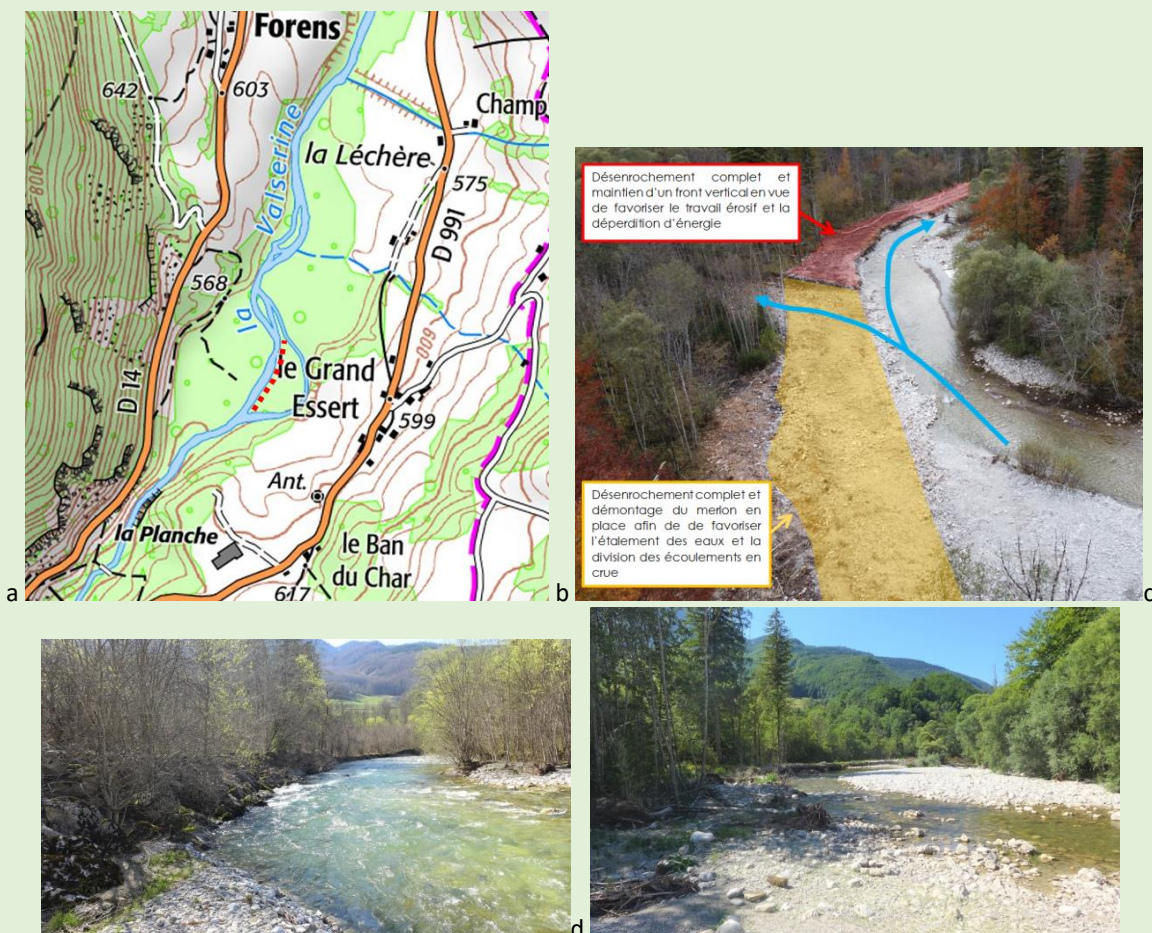 Forens
642
603
Champ
la Léchère
575
la Valserine
D 991
008
568
600
le Grand
Essert
D 14
599
Ant.
la Planche
le Ban
du Char
617
a
Désenrochement complet et
maintien d'un front vertical en vue
de favoriser le travail érosif et la
déperdition d'énergie
Désenrochement complet et
démontage du merlon en
place afin de de favoriser
l'étalement des eaux et la
division des écoulements en
crue
b
c
d